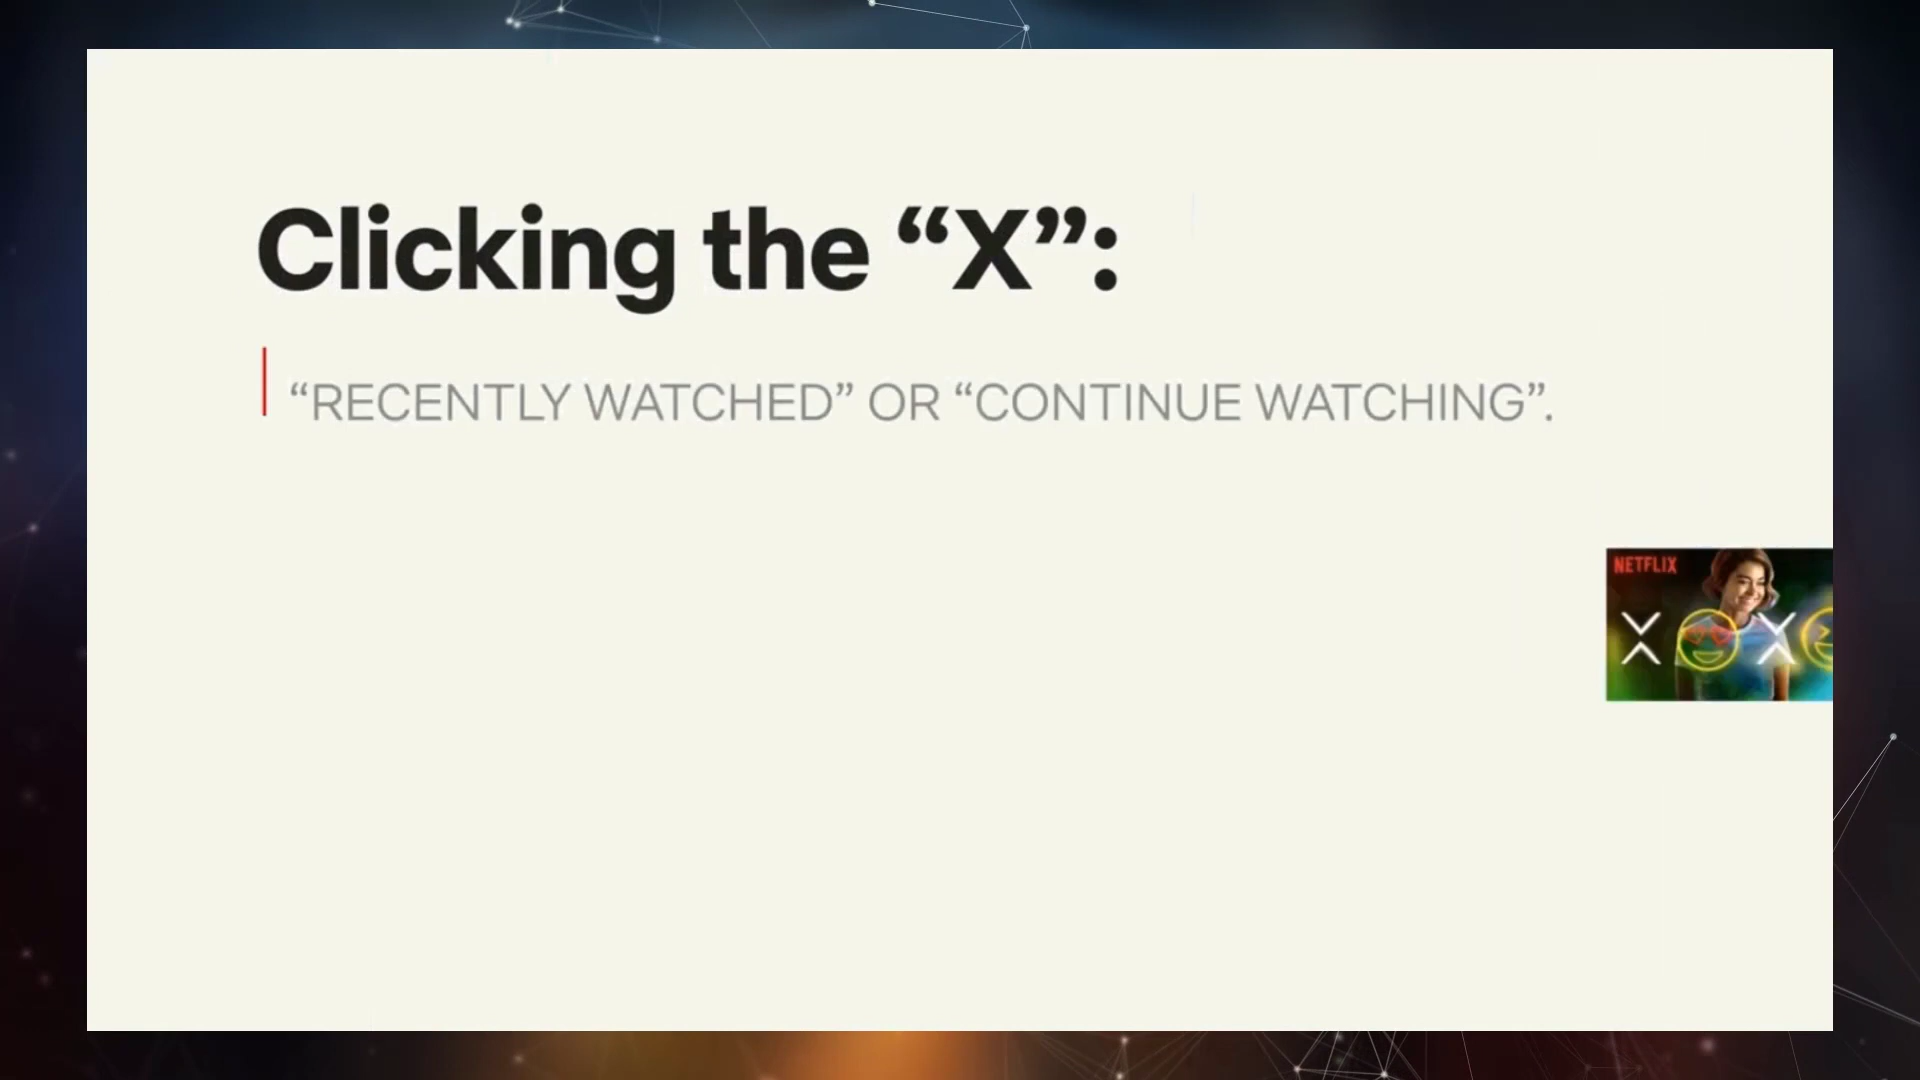 Clicking the “X”:
“RECENTLY WATCHED” OR “CONTINUE WATCHING”.
NETFLIX
X X